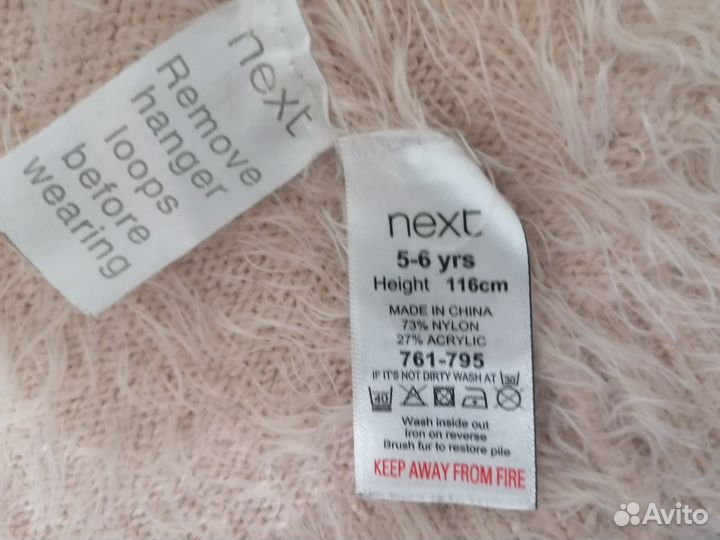 next
Remove
hanger
loops
before
wearing
next
5-6 yrs
Height 116cm
MADE IN CHINA
73% NYLON
27% ACRYLIC
761-795
IF IT'S NOT DIRTY WASH AT 30
40
Wash inside out
Iron on reverse
Brush fur to restore pile
KEEP AWAY FROM FIRE
Avito